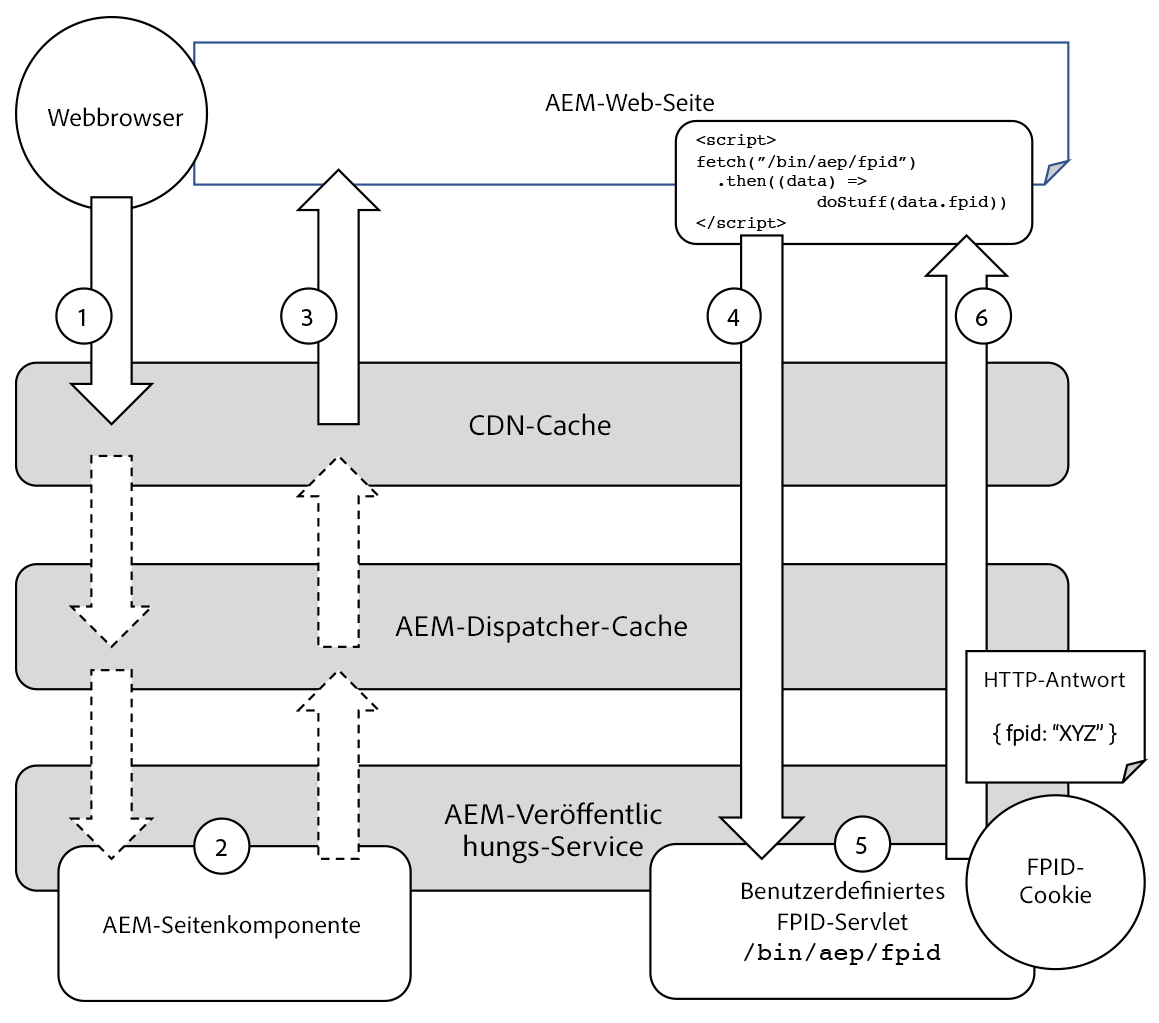 Webbrowser
AEM-Web-Seite
<script>
fetch(”/bin/aep/fpid”)
.then((data) =>
doStuff(data.fpid))
</script>
1
3
4
6
CDN-Cache
AEM-Dispatcher-Cache
HTTP-Antwort
{ fpid: “XYZ” }
AEM-Veröffentlic
hungs-Service
2
5
AEM-Seitenkomponente
Benutzerdefiniertes
FPID-Servlet
/bin/aep/fpid
FPID-
Cookie